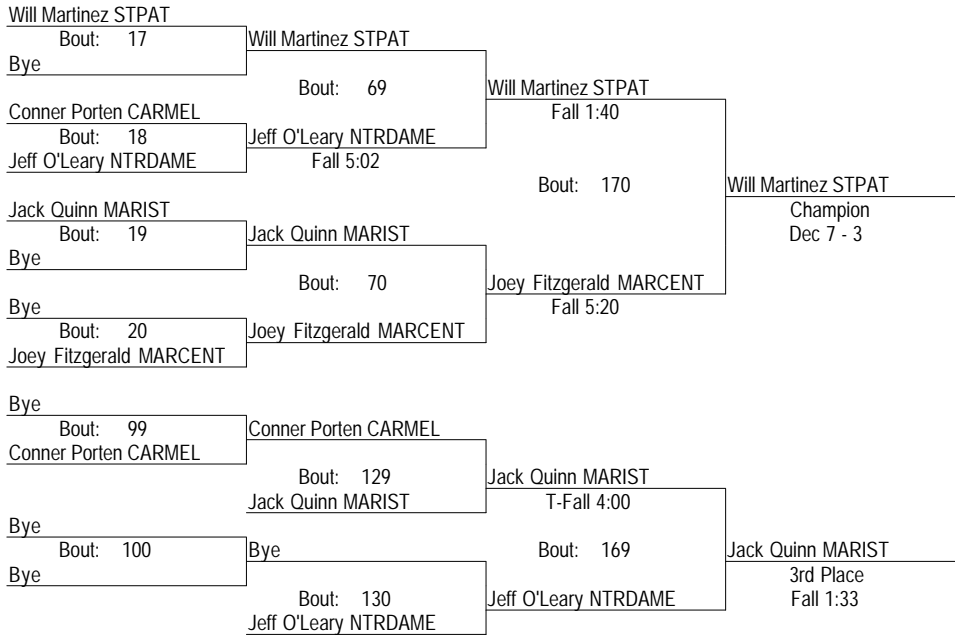 Will Martinez STPAT
Bout: 17
Will Martinez STPAT
Bye
Bout: 69
Will Martinez STPAT
Conner Porten CARMEL
Fall 1:40
Bout: 18
Jeff O'Leary NTRDAME
Jeff O'Leary NTRDAME
Fall 5:02
Bout: 170
Will Martinez STPAT
Jack Quinn MARIST
Champion
Bout: 19
Jack Quinn MARIST
Dec 7 - 3
Bye
Bout: 70
Joey Fitzgerald MARCENT
Bye
Fall 5:20
Bout: 20
Joey Fitzgerald MARCENT
Joey Fitzgerald MARCENT
Bye
Bout: 99
Conner Porten CARMEL
Conner Porten CARMEL
Bout: 129
Jack Quinn MARIST
Jack Quinn MARIST
T-Fall 4:00
Bye
Bout: 100
Bye
Bout: 169
Jack Quinn MARIST
Bye
3rd Place
Bout: 130
Jeff O'Leary NTRDAME
Fall 1:33
Jeff O'Leary NTRDAME